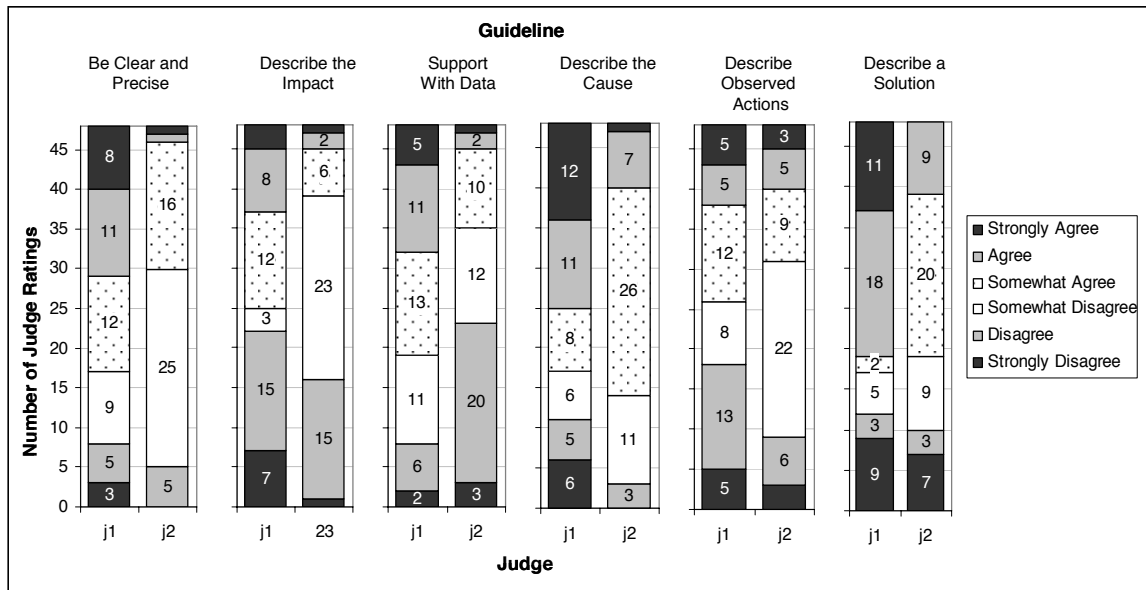 Guideline
Be Clear and
Precise
Describe the
Impact
Support
With Data
Describe the
Cause
Describe
Observed
Actions
Describe a
Solution
Number of Judge Ratings
45
40
35
30
25
20
15
10
5
0
8
11
12
9
5
3
16
25
5
8
12
3
15
7
2
6
23
15
5
11
13
11
6
2
2
10
12
20
3
12
11
8
6
5
6
7
26
11
3
5
5
12
8
13
5
3
5
9
22
6
11
18
2
5
3
9
9
20
9
3
7
j1
j2
j1
23
j1
j2
j1
j2
j1
j2
j1
j2
Judge
Strongly Agree
Agree
Somewhat Agree
Somewhat Disagree
Disagree
Strongly Disagree